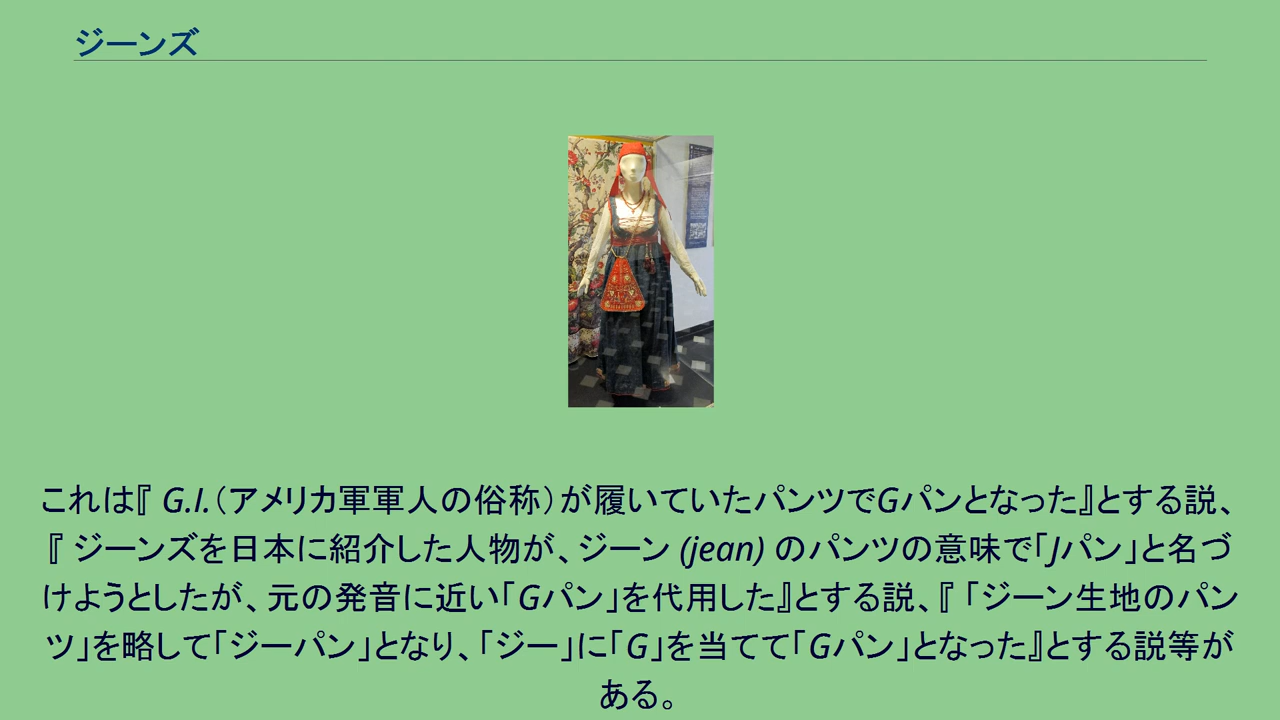 ジーンズ
これは『 G.I.（アメリカ軍軍人の俗称）が履いていたパンツでGパンとなった』とする説、
『 ジーンズを日本に紹介した人物が、ジーン (jean) のパンツの意味で「Jパン」と名づ
けようとしたが、元の発音に近い「Gパン」を代用した』とする説、『 「ジーン生地のパン
ツ」を略して「ジーパン」となり、「ジー」に「G」を当てて「Gパン」となった』とする説等が
ある。